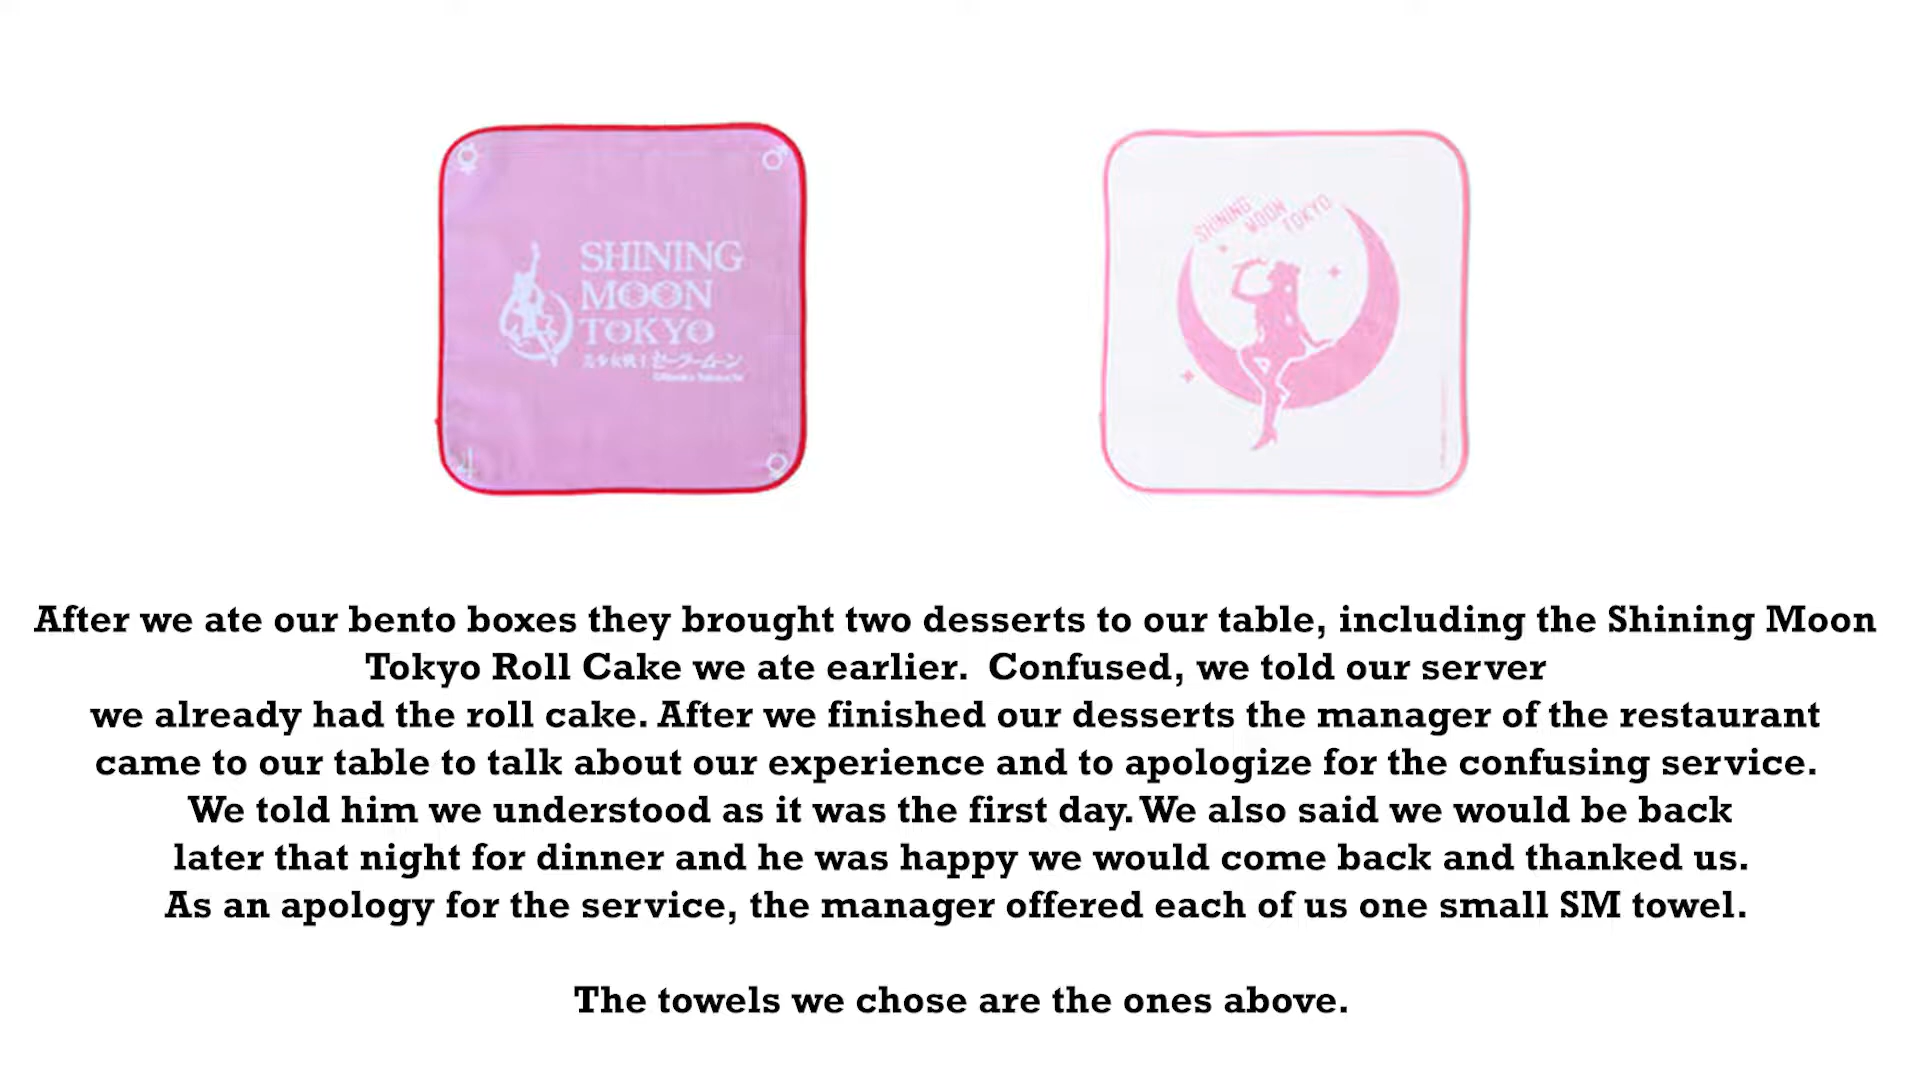 SHINING
MOON
TOKYO
美少女戦士セーラームーン
©Naoko Takeuchi
SHINING
MOON
TOKYO
After we ate our bento boxes they brought two desserts to our table, including the Shining Moon
Tokyo Roll Cake we ate earlier.  Confused, we told our server
we already had the roll cake. After we finished our desserts the manager of the restaurant
came to our table to talk about our experience and to apologize for the confusing service.
We told him we understood as it was the first day. We also said we would be back
later that night for dinner and he was happy we would come back and thanked us.
As an apology for the service, the manager offered each of us one small SM towel.
The towels we chose are the ones above.